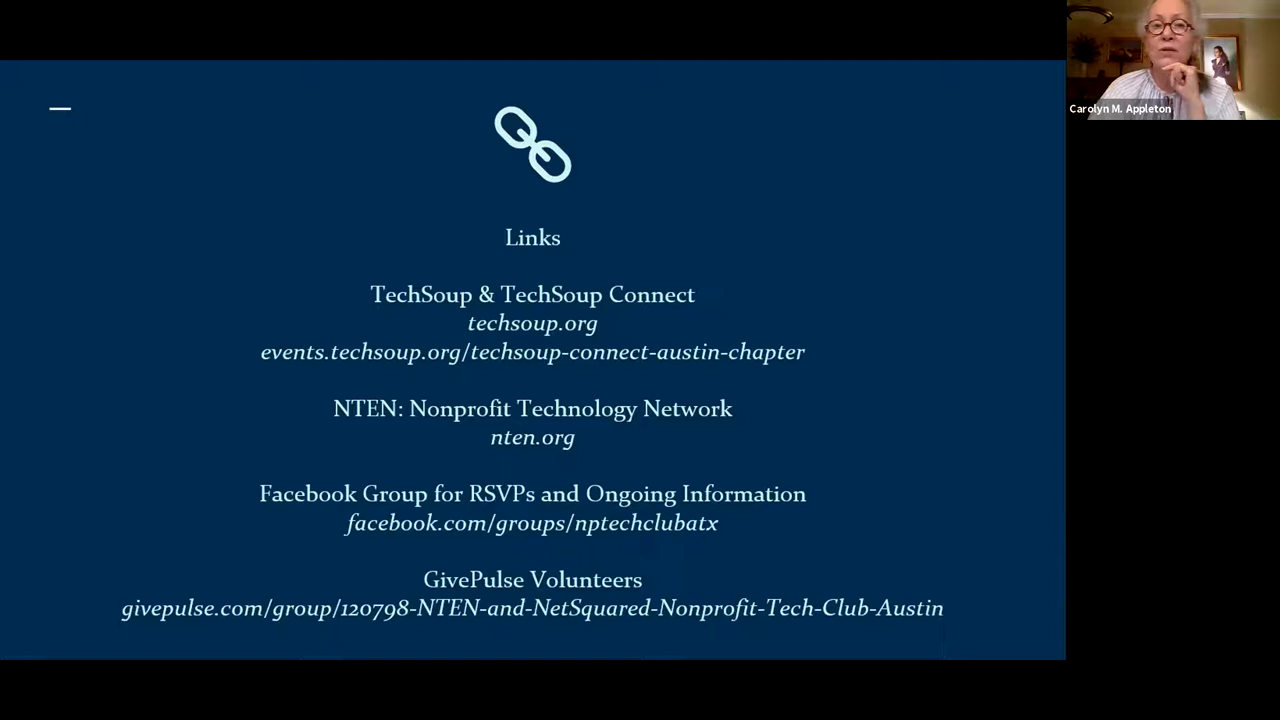 Carolyn M. Appleton
Links
TechSoup & TechSoup Connect
techsoup.org
events.techsoup.org/techsoup-connect-austin-chapter
NTEN: Nonprofit Technology Network
nten.org
Facebook Group for RSVPs and Ongoing Information
facebook.com/groups/nptechclubatx
GivePulse Volunteers
givepulse.com/group/120798-NTEN-and-NetSquared-Nonprofit-Tech-Club-Austin